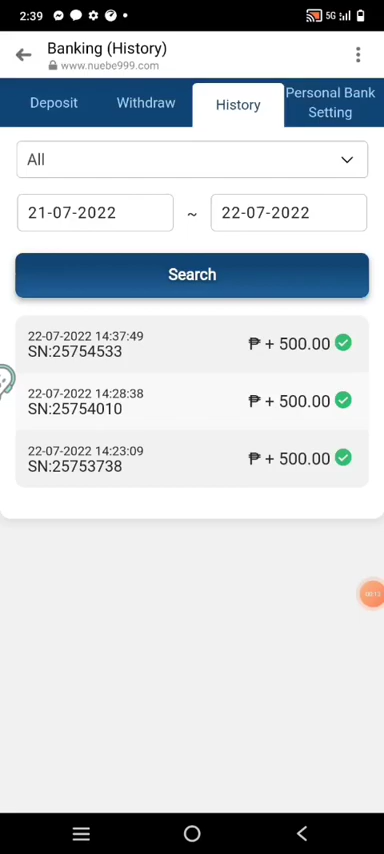 2:39 5G
Banking (History)
www.nuebe999.com
Deposit
Withdraw
History
Personal Bank
Setting
All
21-07-2022 ~ 22-07-2022
Search
22-07-2022 14:37:49
SN:25754533
₱ + 500.00
22-07-2022 14:28:38
SN:25754010
₱ + 500.00
22-07-2022 14:23:09
SN:25753738
₱ + 500.00